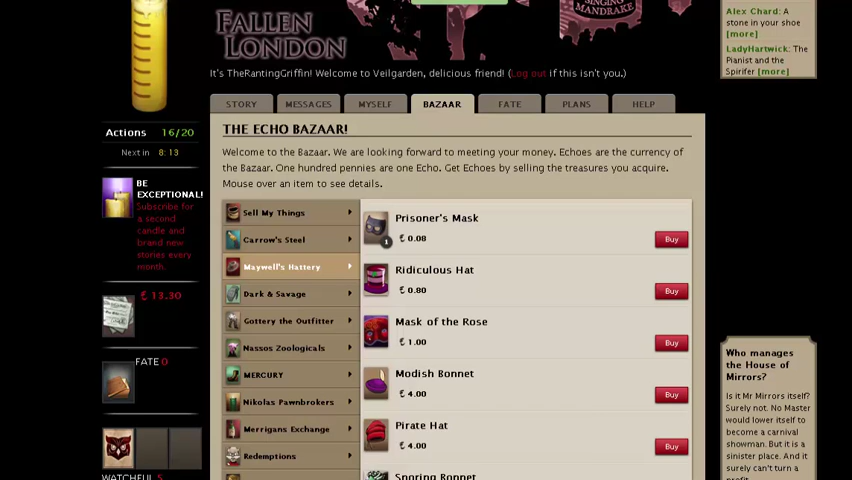 FALLEN
LONDON
SINGING
MANDRAKE
It's TheRantingGriffin! Welcome to Veilgarden, delicious friend! (Log out if this isn't you.)
STORY
MESSAGES
MYSELF
BAZAAR
FATE
PLANS
HELP
Actions 16/20
Next in 8:13
BE
EXCEPTIONAL!
Subscribe for
a second
candle and
brand new
stories every
month.
£ 13.30
FATE 0
WATCHFUL 5
THE ECHO BAZAAR!
Welcome to the Bazaar. We are looking forward to meeting your money. Echoes are the currency of
the Bazaar. One hundred pennies are one Echo. Get Echoes by selling the treasures you acquire.
Mouse over an item to see details.
Sell My Things
Carrow's Steel
Maywell's Hattery
Dark & Savage
Gottery the Outfitter
Nassos Zoologicals
MERCURY
Nikolas Pawnbrokers
Merrigans Exchange
Redemptions
Prisoner's Mask
1
£ 0.08
Buy
Ridiculous Hat
£ 0.80
Buy
Mask of the Rose
£ 1.00
Buy
Modish Bonnet
£ 4.00
Buy
Pirate Hat
£ 4.00
Buy
Snoring Bonnet
Alex Chard: A
stone in your shoe
[more]
LadyHartwick: The
Pianist and the
Spirifer [more]
Who manages
the House of
Mirrors?
Is it Mr Mirrors itself?
Surely not. No Master
would lower itself to
become a carnival
showman. But it is a
sinister place. And it
surely can't turn a
profit